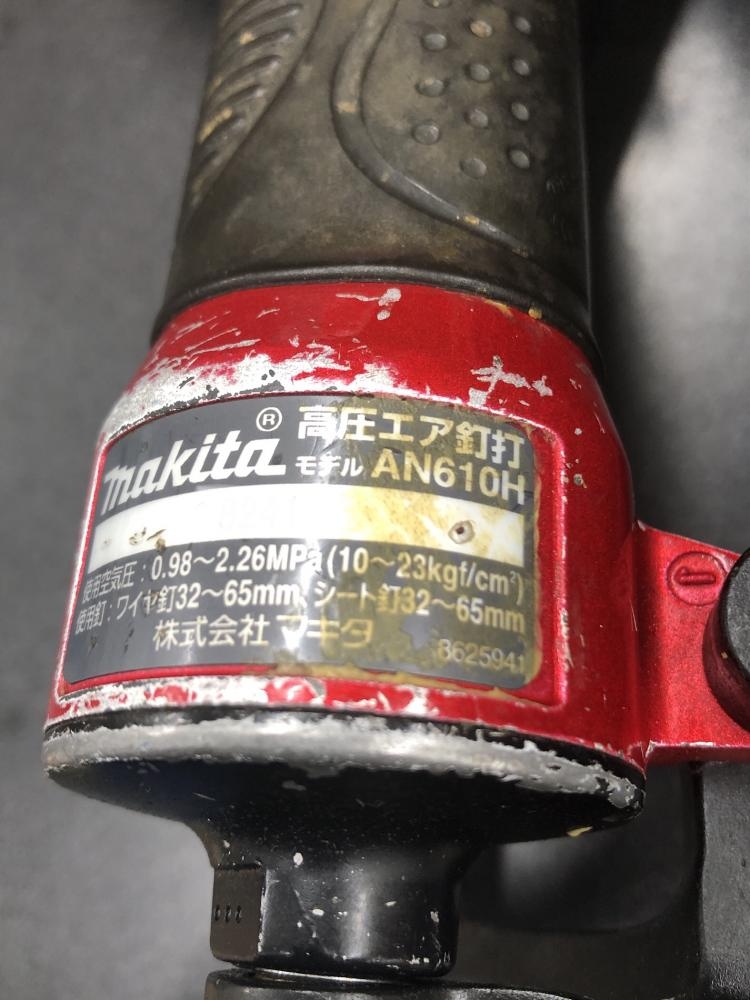 makita® 高圧エア釘打
モデル AN610H
使用空気圧：0.98～2.26MPa(10～23kgf/cm²)
使用釘：ワイヤ釘32～65mm、シート釘32～65mm
株式会社 マキタ
8625941